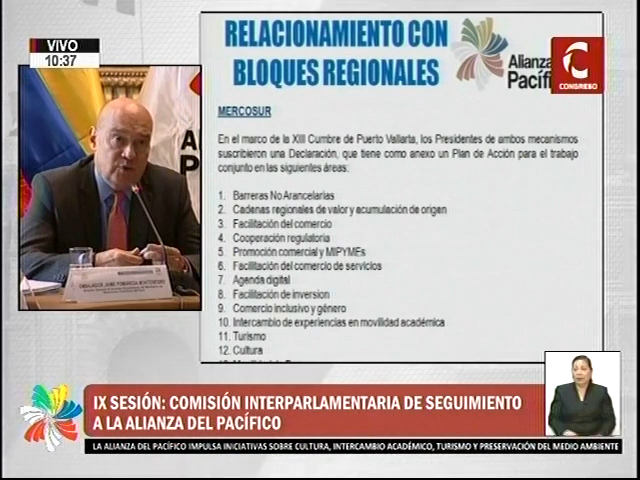 VIVO
10:37
RELACIONAMIENTO CON
BLOQUES REGIONALES
Alianza
Pacífico
CONGRESO
MERCOSUR
En el marco de la XIII Cumbre de Puerto Vallarta, los Presidentes de ambos mecanismos
suscribieron una Declaración, que tiene como anexo un Plan de Acción para el trabajo
conjunto en las siguientes áreas:
1. Barreras No Arancelarias
2. Cadenas regionales de valor y acumulación de origen
3. Facilitación del comercio
4. Cooperación regulatoria
5. Promoción comercial y MIPYMEs
6. Facilitación del comercio de servicios
7. Agenda digital
8. Facilitación de inversion
9. Comercio inclusivo y género
10. Intercambio de experiencias en movilidad académica
11. Turismo
12. Cultura
EMBAJADOR JAIME POMAREDA MONTENEGRO
IX SESIÓN: COMISIÓN INTERPARLAMENTARIA DE SEGUIMIENTO
A LA ALIANZA DEL PACÍFICO
LA ALIANZA DEL PACÍFICO IMPULSA INICIATIVAS SOBRE CULTURA, INTERCAMBIO ACADÉMICO, TURISMO Y PRESERVACIÓN DEL MEDIO AMBIENTE